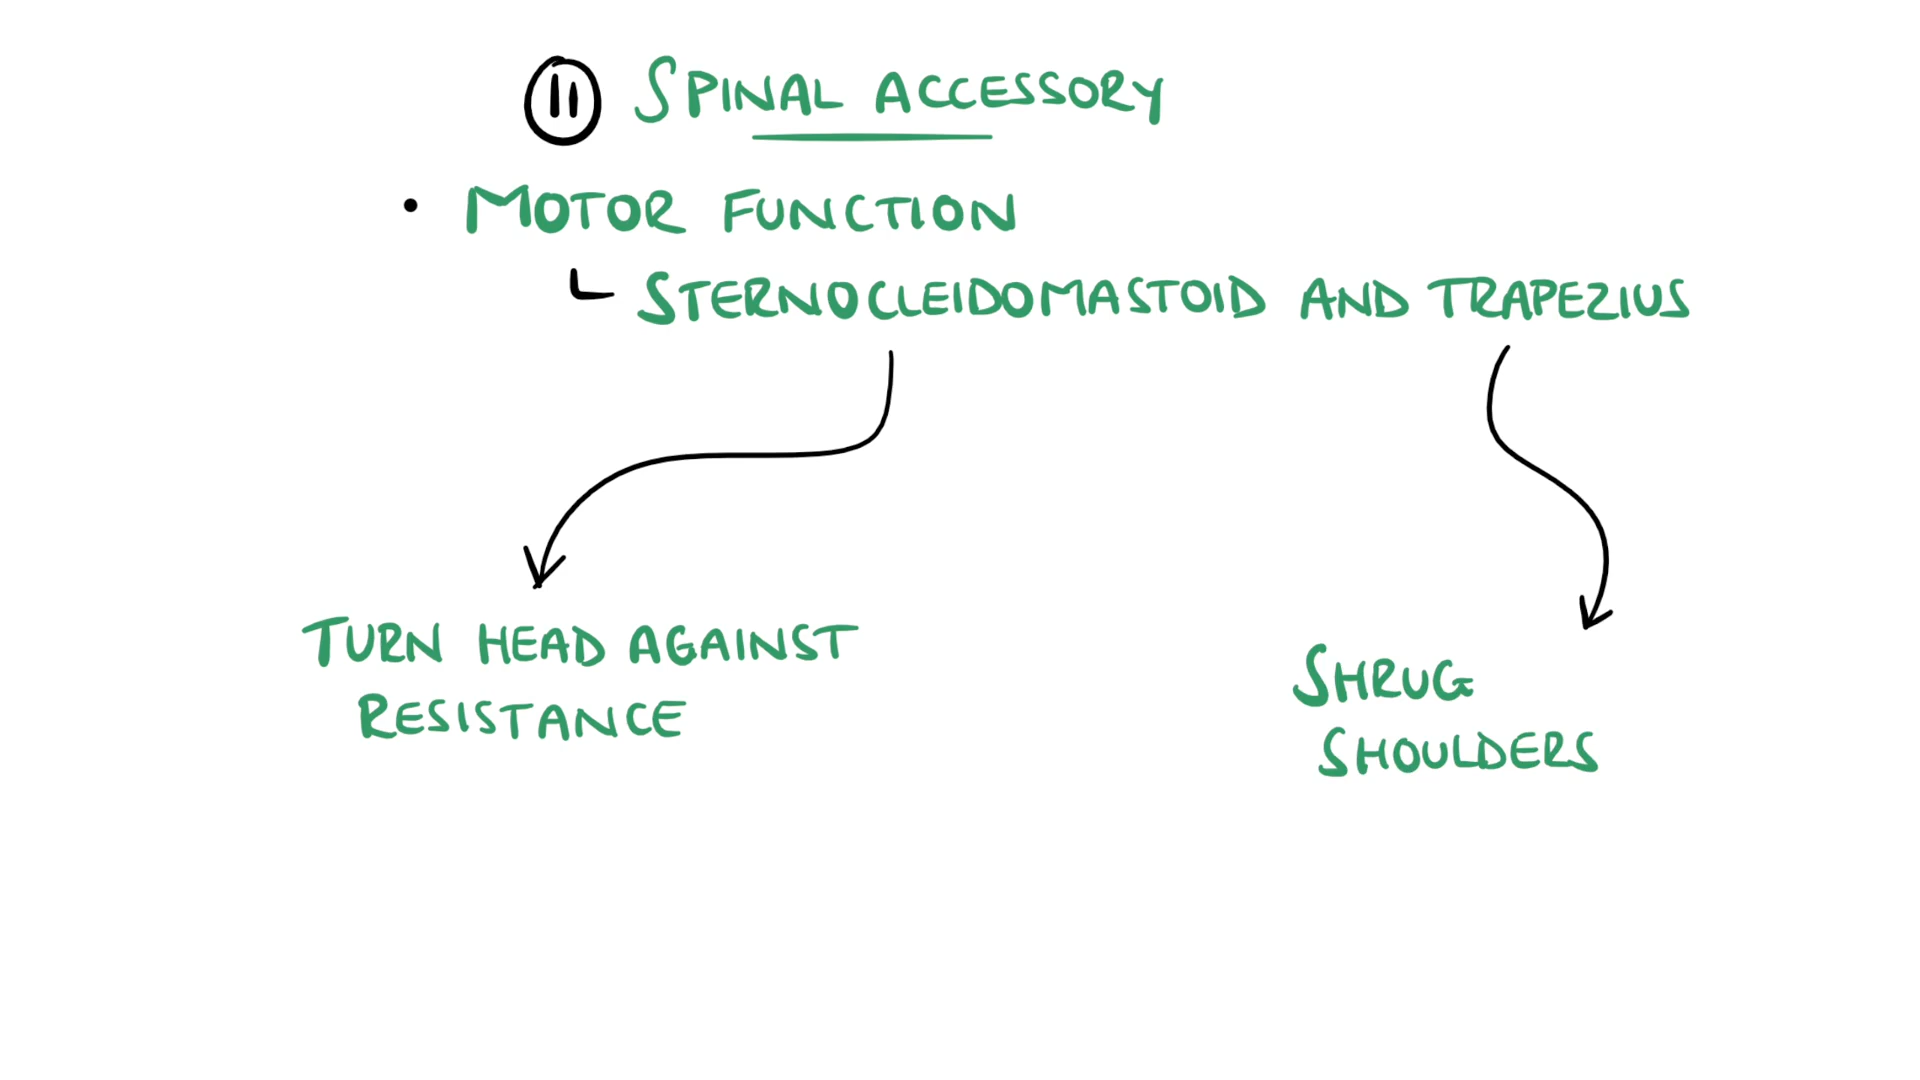 11 SPINAL ACCESSORY
• MOTOR FUNCTION
STERNOCLEIDOMASTOID AND TRAPEZIUS
TURN HEAD AGAINST
RESISTANCE
SHRUG
SHOULDERS